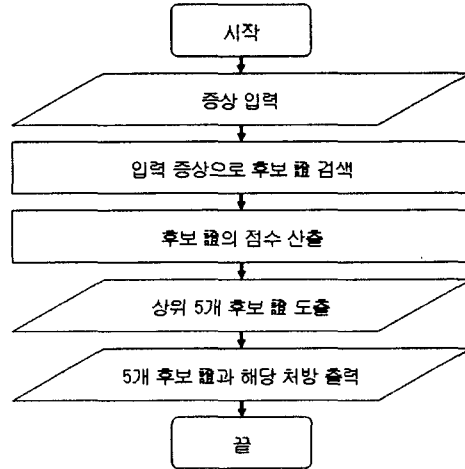 시작
증상 입력
입력 증상으로 후보 證 검색
후보 證의 점수 산출
상위 5개 후보 證 도출
5개 후보 證과 해당 처방 출력
끝